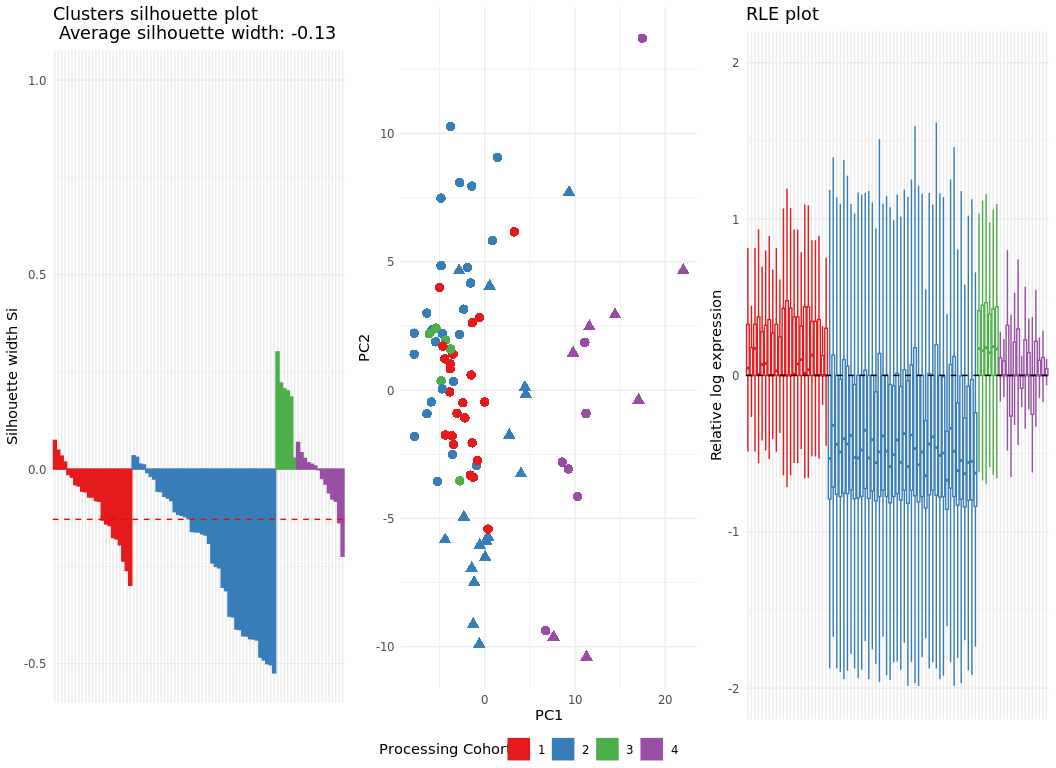 Clusters silhouette plot
Average silhouette width: -0.13
1.0
0.5
0.0
-0.5
Silhouette width Si
10
5
0
-5
-10
PC2
0
10
20
PC1
RLE plot
2
1
0
-1
-2
Relative log expression
Processing Cohort
1
2
3
4